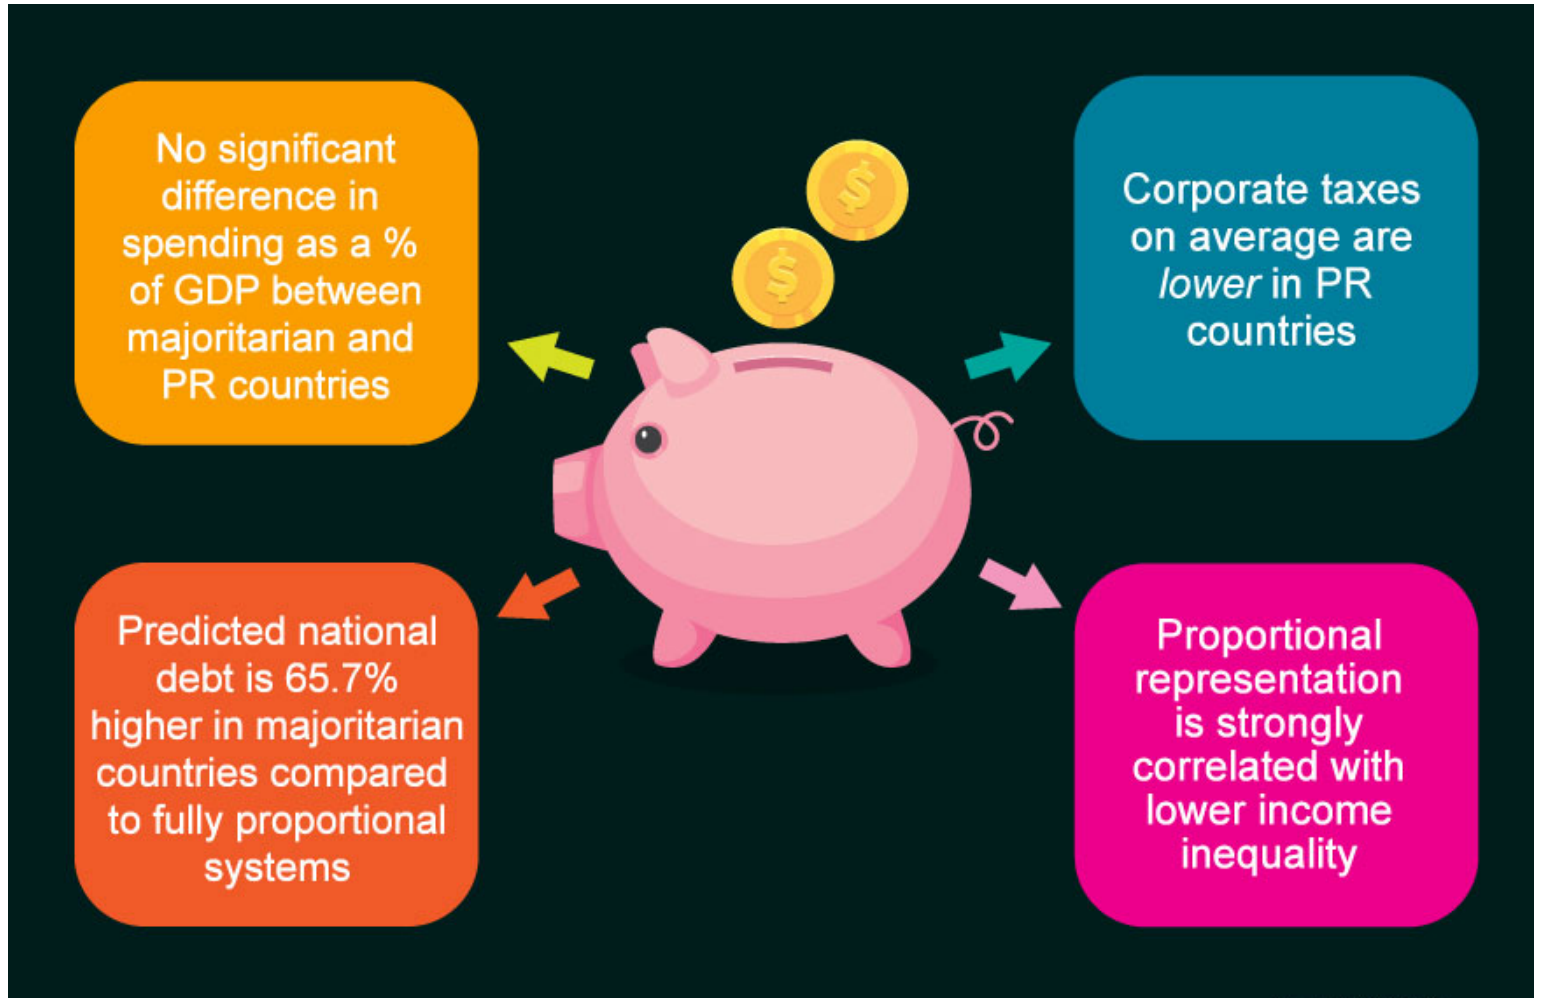 No significant
difference in
spending as a %
of GDP between
majoritarian and
PR countries
Corporate taxes
on average are
lower in PR
countries
$
$
Predicted national
debt is 65.7%
higher in majoritarian
countries compared
to fully proportional
systems
Proportional
representation
is strongly
correlated with
lower income
inequality